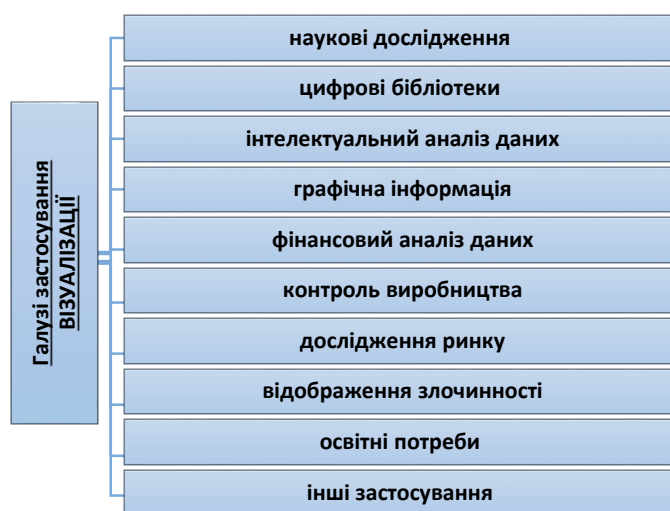 Галузі застосування
ВІЗУАЛІЗАЦІЇ
наукові дослідження
цифрові бібліотеки
інтелектуальний аналіз даних
графічна інформація
фінансовий аналіз даних
контроль виробництва
дослідження ринку
відображення злочинності
освітні потреби
інші застосування